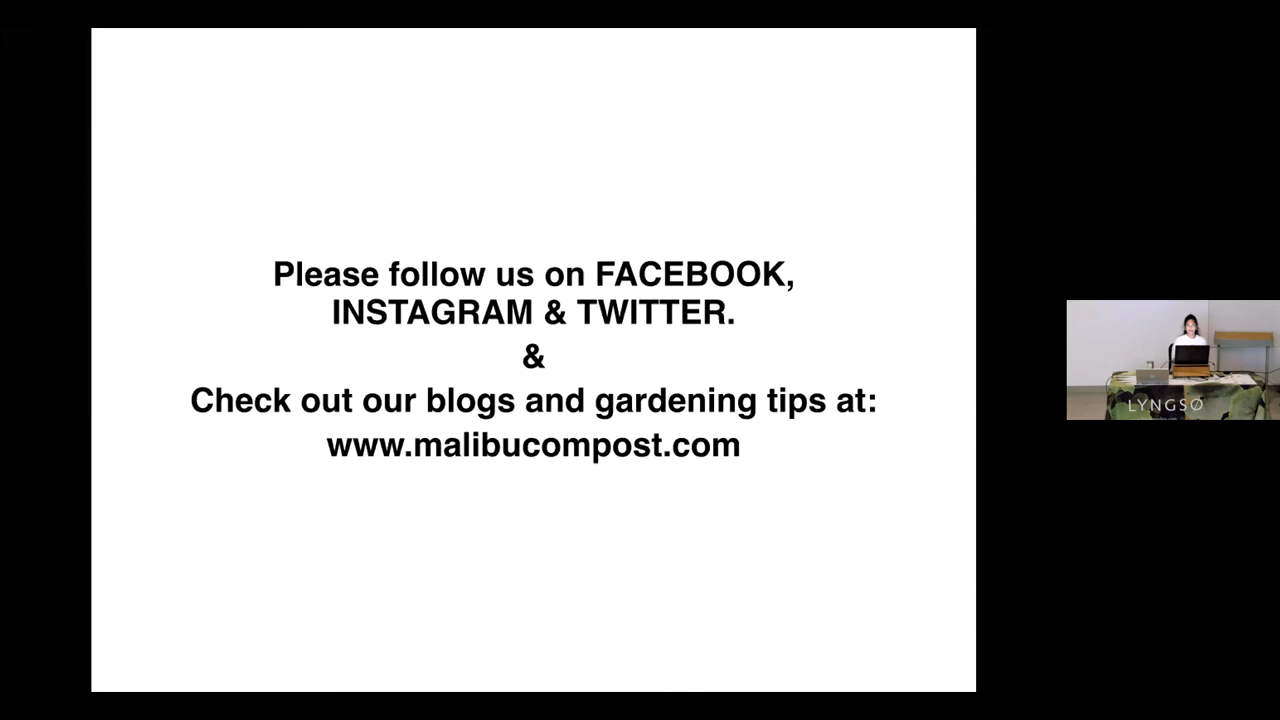 Please follow us on FACEBOOK,
INSTAGRAM & TWITTER.
&
Check out our blogs and gardening tips at:
www.malibucompost.com
LYNGSØ